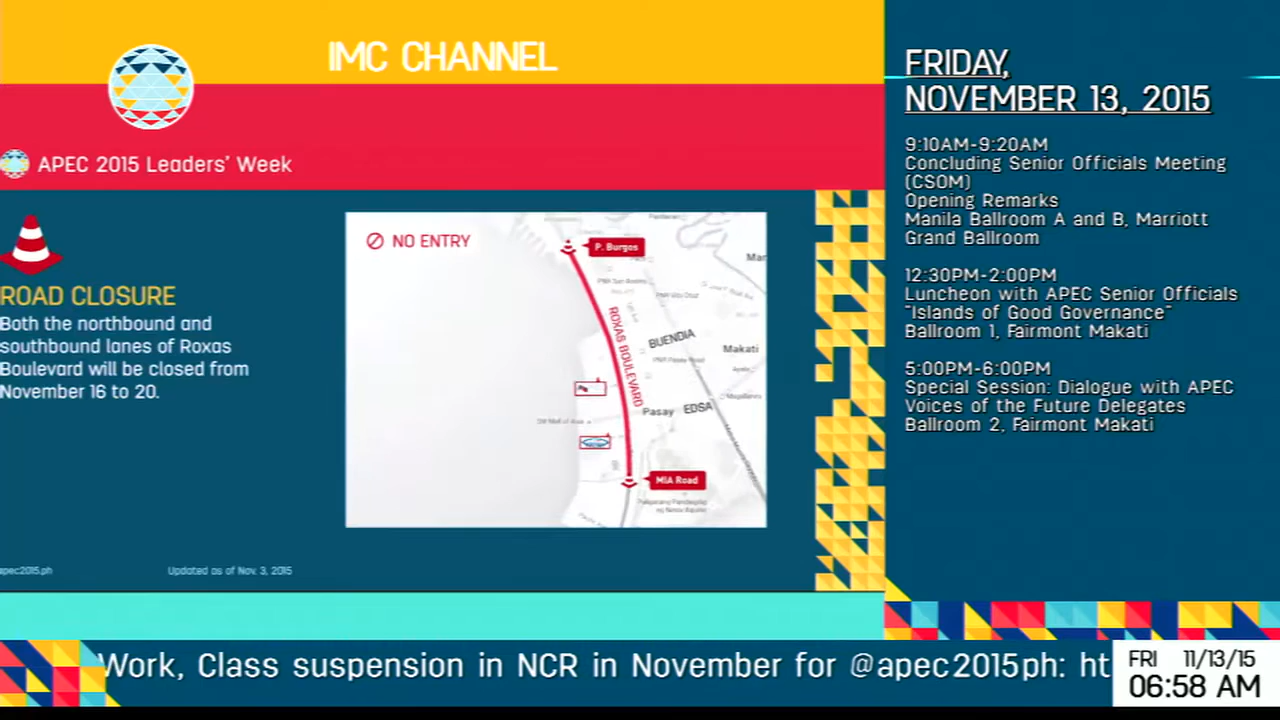 IMC CHANNEL
APEC 2015 Leaders' Week
ROAD CLOSURE
Both the northbound and
southbound lanes of Roxas
Boulevard will be closed from
November 16 to 20.
NO ENTRY
P. Burgos
ROXAS BOULEVARD
BUENDIA
Makati
Pasay
EDSA
MIA Road
apec2015.ph
Updated as of Nov. 3, 2015
FRIDAY,
NOVEMBER 13, 2015
9:10AM-9:20AM
Concluding Senior Officials Meeting
(CSOM)
Opening Remarks
Manila Ballroom A and B, Marriott
Grand Ballroom
12:30PM-2:00PM
Luncheon with APEC Senior Officials
"Islands of Good Governance"
Ballroom 1, Fairmont Makati
5:00PM-6:00PM
Special Session: Dialogue with APEC
Voices of the Future Delegates
Ballroom 2, Fairmont Makati
Work, Class suspension in NCR in November for @apec2015ph: ht
FRI 11/13/15
06:58 AM